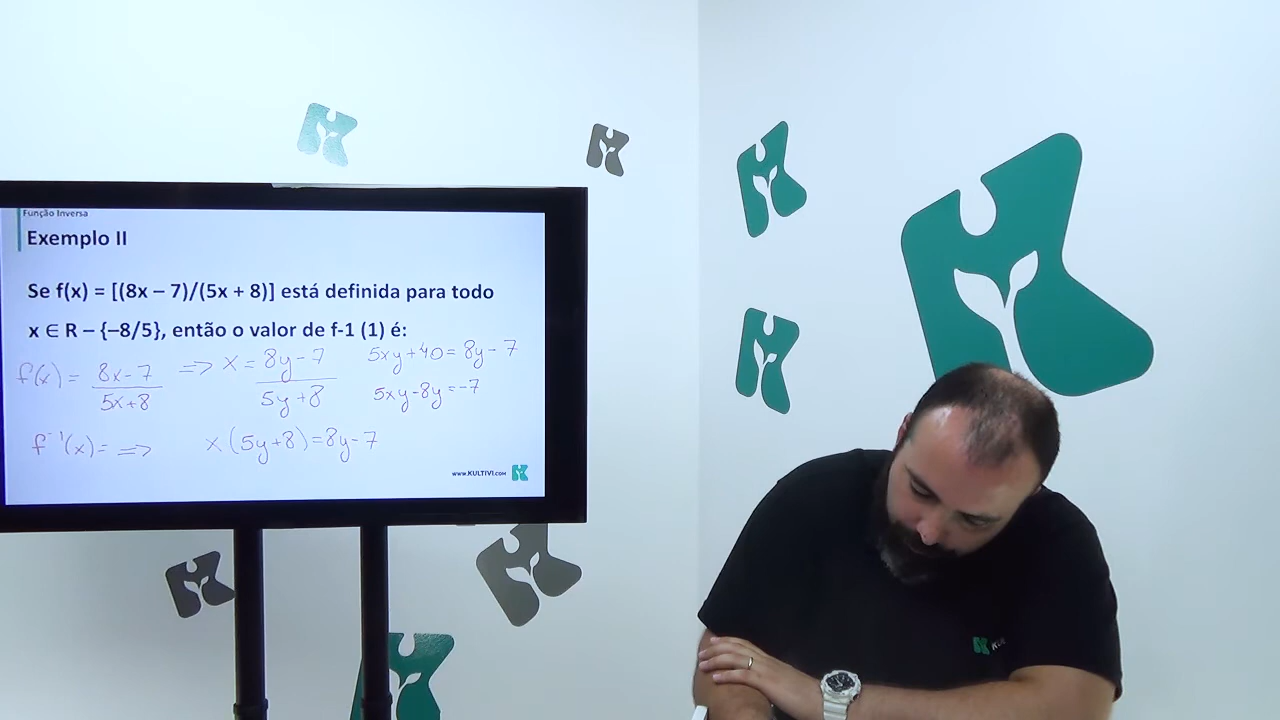 Função Inversa
Exemplo II
Se f(x) = [(8x – 7)/(5x + 8)] está definida para todo
x ∈ R – {–8/5}, então o valor de f-1 (1) é:
f(x) = 8x-7 / 5x+8 => x = 8y-7 / 5y+8
5xy+40=8y-7
5xy-8y=-7
f⁻¹(x)= => x(5y+8)=8y-7
www.KULTIVI.com